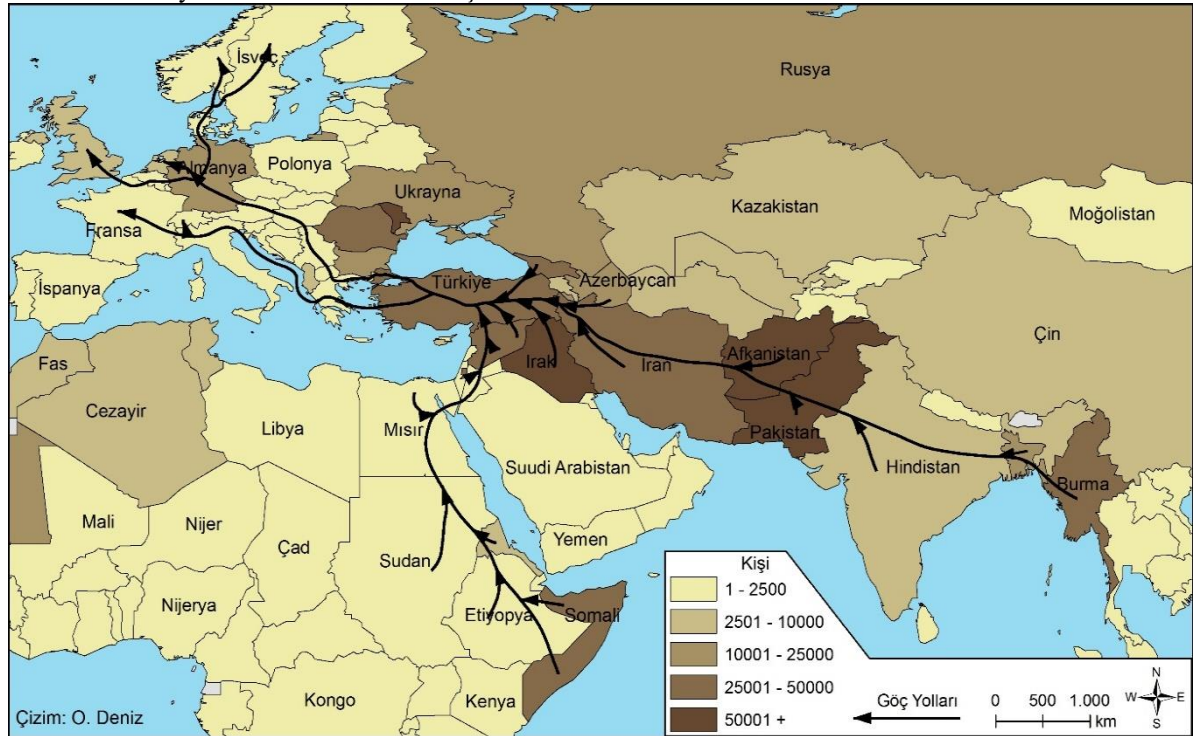 İsveç
Rusya
Almanya
Polonya
Ukrayna
Kazakistan
Moğolistan
Fransa
İspanya
Türkiye
Azerbaycan
Çin
Fas
Irak
İran
Afkanistan
Cezayir
Libya
Mısır
Pakistan
Suudi Arabistan
Hindistan
Burma
Mali
Nijer
Çad
Sudan
Yemen
Nijerya
Etiyopya
Somali
Kongo
Kenya
Kişi
1 - 2500
2501 - 10000
10001 - 25000
25001 - 50000
50001 +
Göç Yolları
0 500 1.000
km
N
W E
S
Çizim: O. Deniz